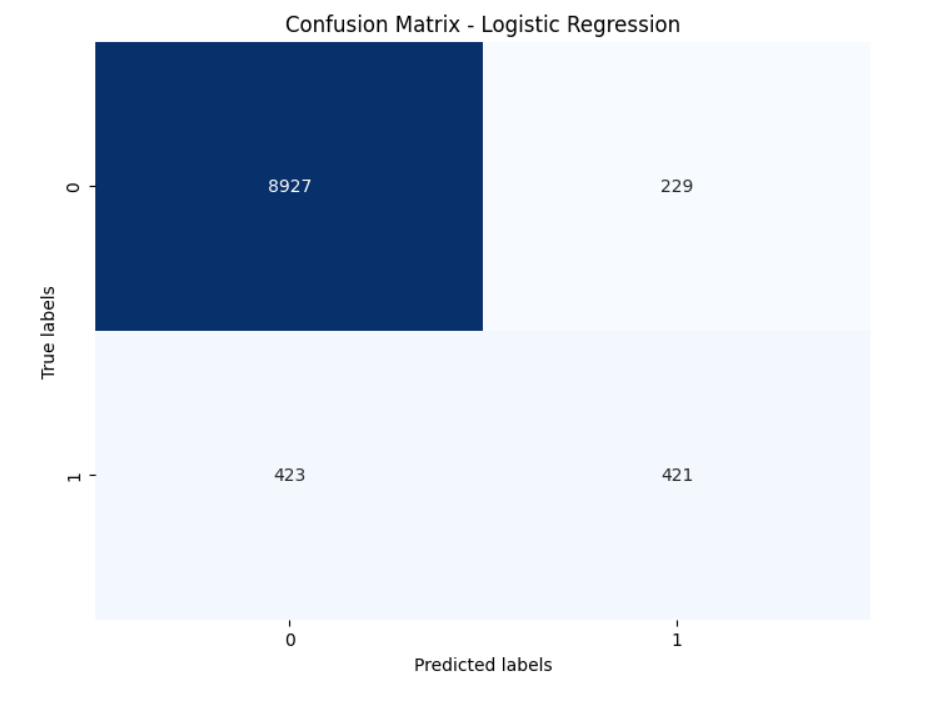 Confusion Matrix - Logistic Regression
0
8927
229
True labels
1
423
421
0
1
Predicted labels